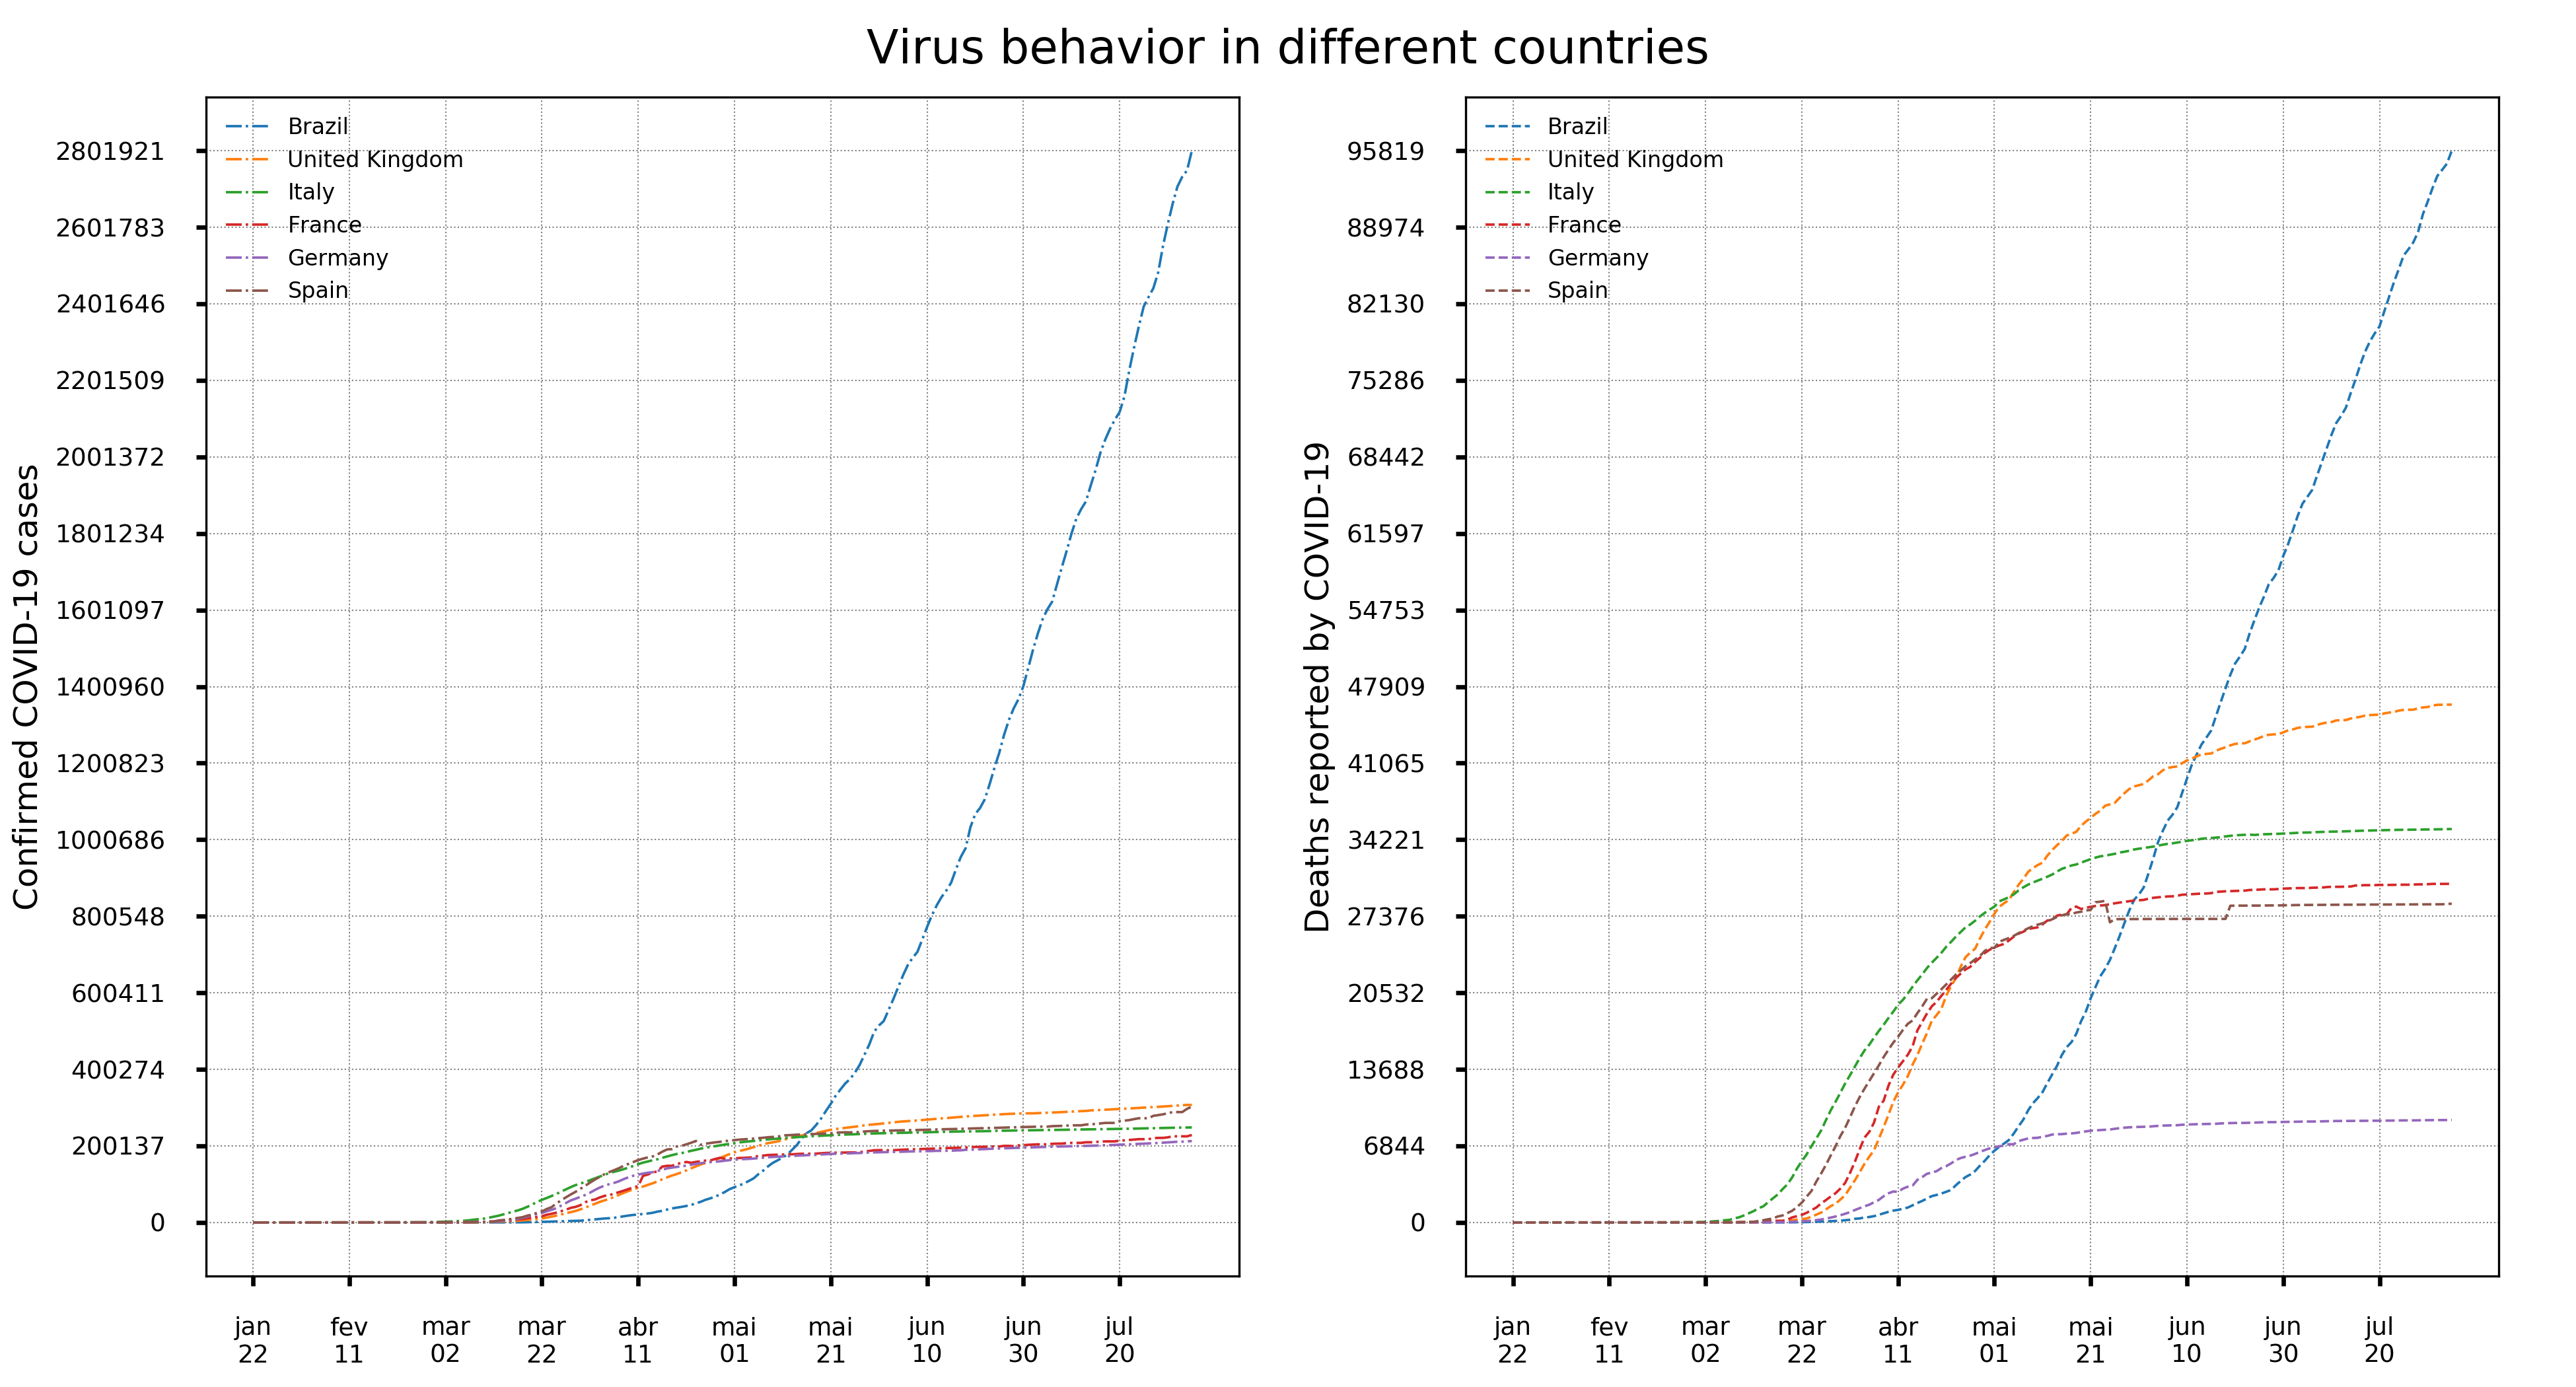 Virus behavior in different countries
Confirmed COVID-19 cases
2801921
2601783
2401646
2201509
2001372
1801234
1601097
1400960
1200823
1000686
800548
600411
400274
200137
0
Brazil
United Kingdom
Italy
France
Germany
Spain
jan fev mar mar abr mai mai jun jun jul
22 11 02 22 11 01 21 10 30 20
Deaths reported by COVID-19
95819
88974
82130
75286
68442
61597
54753
47909
41065
34221
27376
20532
13688
6844
0
Brazil
United Kingdom
Italy
France
Germany
Spain
jan fev mar mar abr mai mai jun jun jul
22 11 02 22 11 01 21 10 30 20